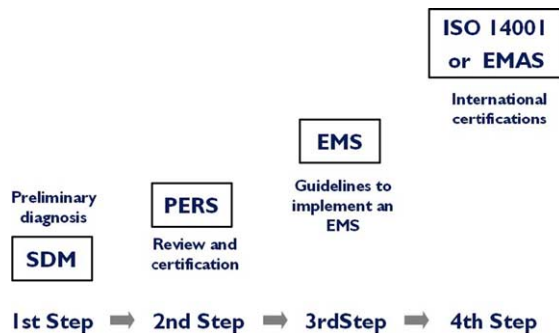 ISO 14001
or EMAS
International
certifications
EMS
Guidelines to
implement an
EMS
Preliminary
diagnosis
PERS
Review and
certification
SDM
1st Step
2nd Step
3rdStep
4th Step